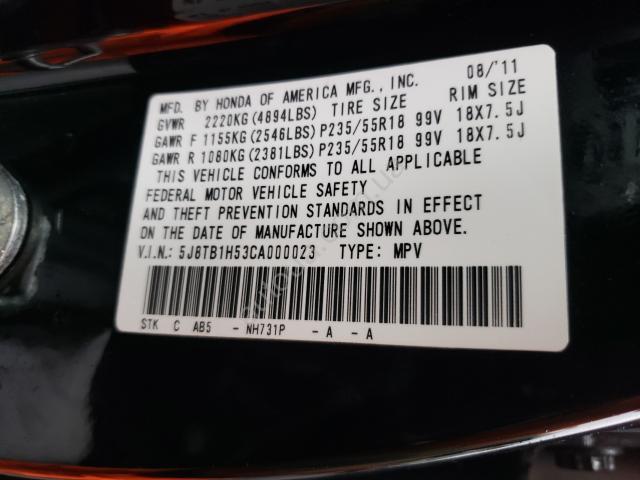 MFD. BY HONDA OF AMERICA MFG., INC. 08/'11
GVWR 2220KG(4894LBS) TIRE SIZE RIM SIZE
GAWR F 1155KG(2546LBS)P235/55R18 99V 18X7.5J
GAWR R 1080KG(2381LBS)P235/55R18 99V 18X7.5J
THIS VEHICLE CONFORMS TO ALL APPLICABLE
FEDERAL MOTOR VEHICLE SAFETY
AND THEFT PREVENTION STANDARDS IN EFFECT
ON THE DATE OF MANUFACTURE SHOWN ABOVE.
V.I.N.: 5J8TB1H53CA000023 TYPE: MPV
STK C AB5 - NH731P - A - A